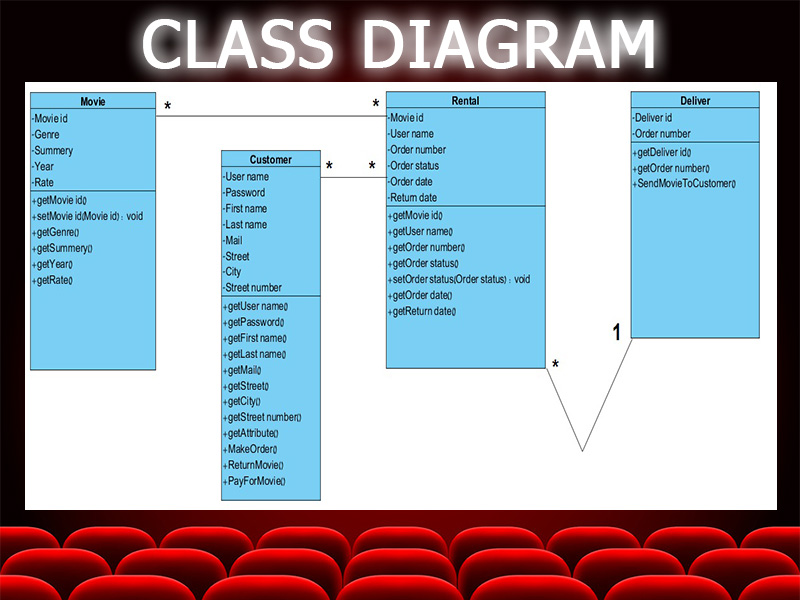 CLASS DIAGRAM
Movie
-Movie id
-Genre
-Summery
-Year
-Rate
+getMovie id()
+setMovie id(Movie id) : void
+getGenre()
+getSummery()
+getYear()
+getRate()
*
*
Customer
-User name
-Password
-First name
-Last name
-Mail
-Street
-City
-Street number
+getUser name()
+getPassword()
+getFirst name()
+getLast name()
+getMail()
+getStreet()
+getCity()
+getStreet number()
+getAttribute()
+MakeOrder()
+ReturnMovie()
+PayForMovie()
*
*
Rental
-Movie id
-User name
-Order number
-Order status
-Order date
-Return date
+getMovie id()
+getUser name()
+getOrder number()
+getOrder status()
+setOrder status(Order status) : void
+getOrder date()
+getReturn date()
*
1
Deliver
-Deliver id
-Order number
+getDeliver id()
+getOrder number()
+SendMovieToCustomer()